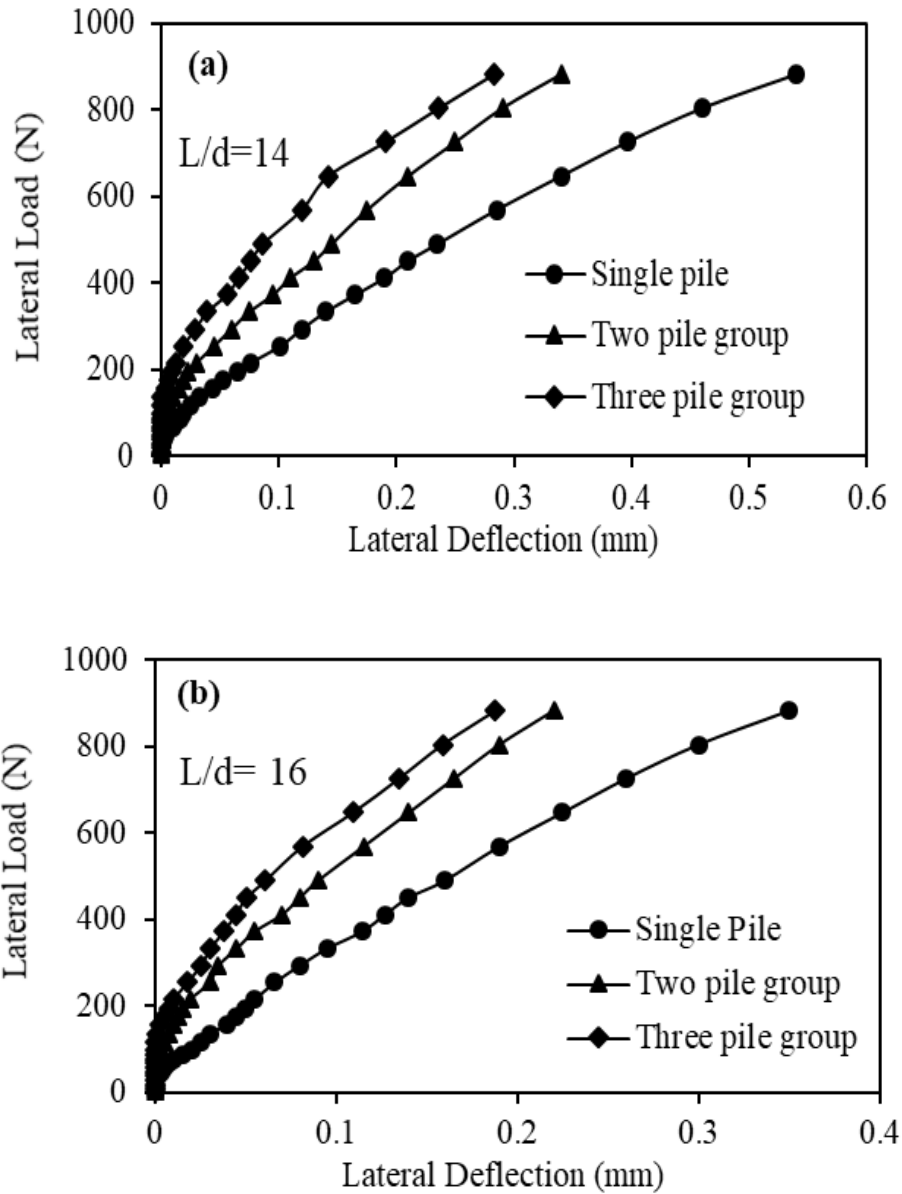 1000
(a)
800
L/d=14
600
Single pile
400
Two pile group
200
Three pile group
0
0 0.1 0.2 0.3 0.4 0.5 0.6
Lateral Load (N)
Lateral Deflection (mm)
1000
(b)
800
L/d= 16
600
400
Single Pile
Two pile group
200
Three pile group
0
0 0.1 0.2 0.3 0.4
Lateral Load (N)
Lateral Deflection (mm)